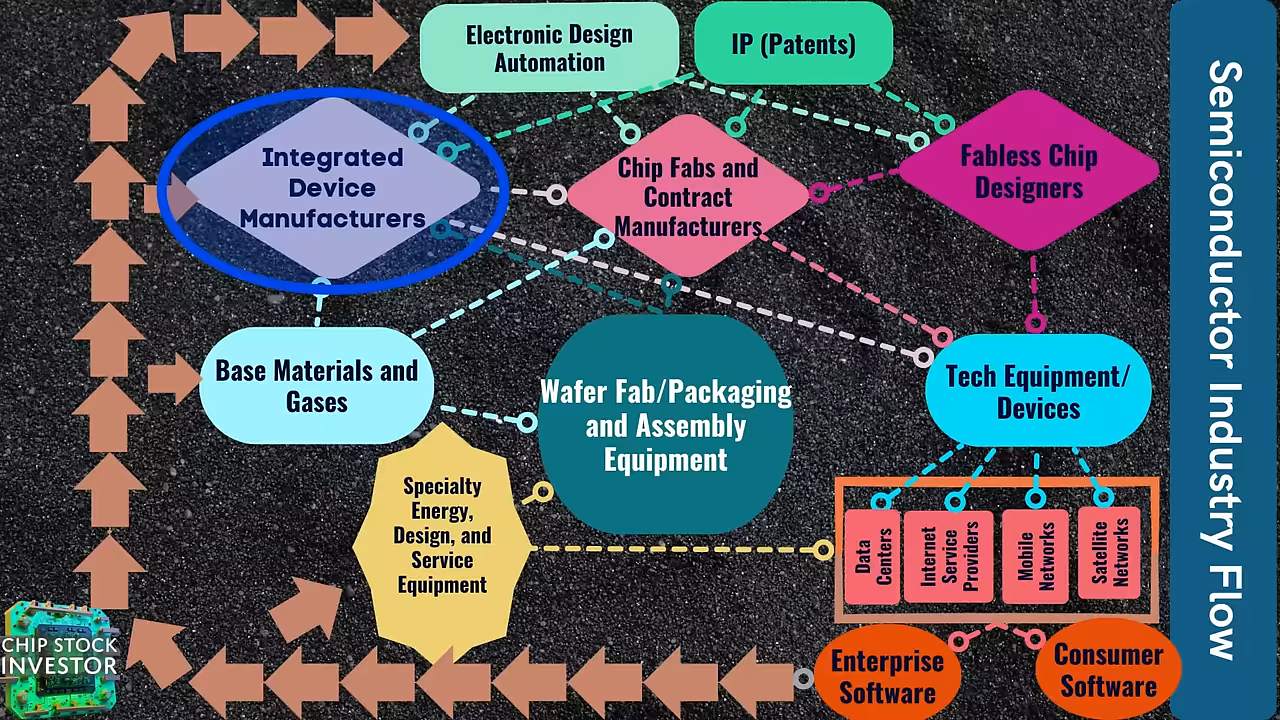 Electronic Design
Automation
IP (Patents)
Integrated
Device
Manufacturers
Chip Fabs and
Contract
Manufacturers
Fabless Chip
Designers
Base Materials and
Gases
Wafer Fab/Packaging
and Assembly
Equipment
Tech Equipment/
Devices
Specialty
Energy,
Design, and
Service
Equipment
Data
Centers
Internet
Service
Providers
Mobile
Networks
Satellite
Networks
Enterprise
Software
Consumer
Software
CHIP STOCK
INVESTOR
Semiconductor Industry Flow